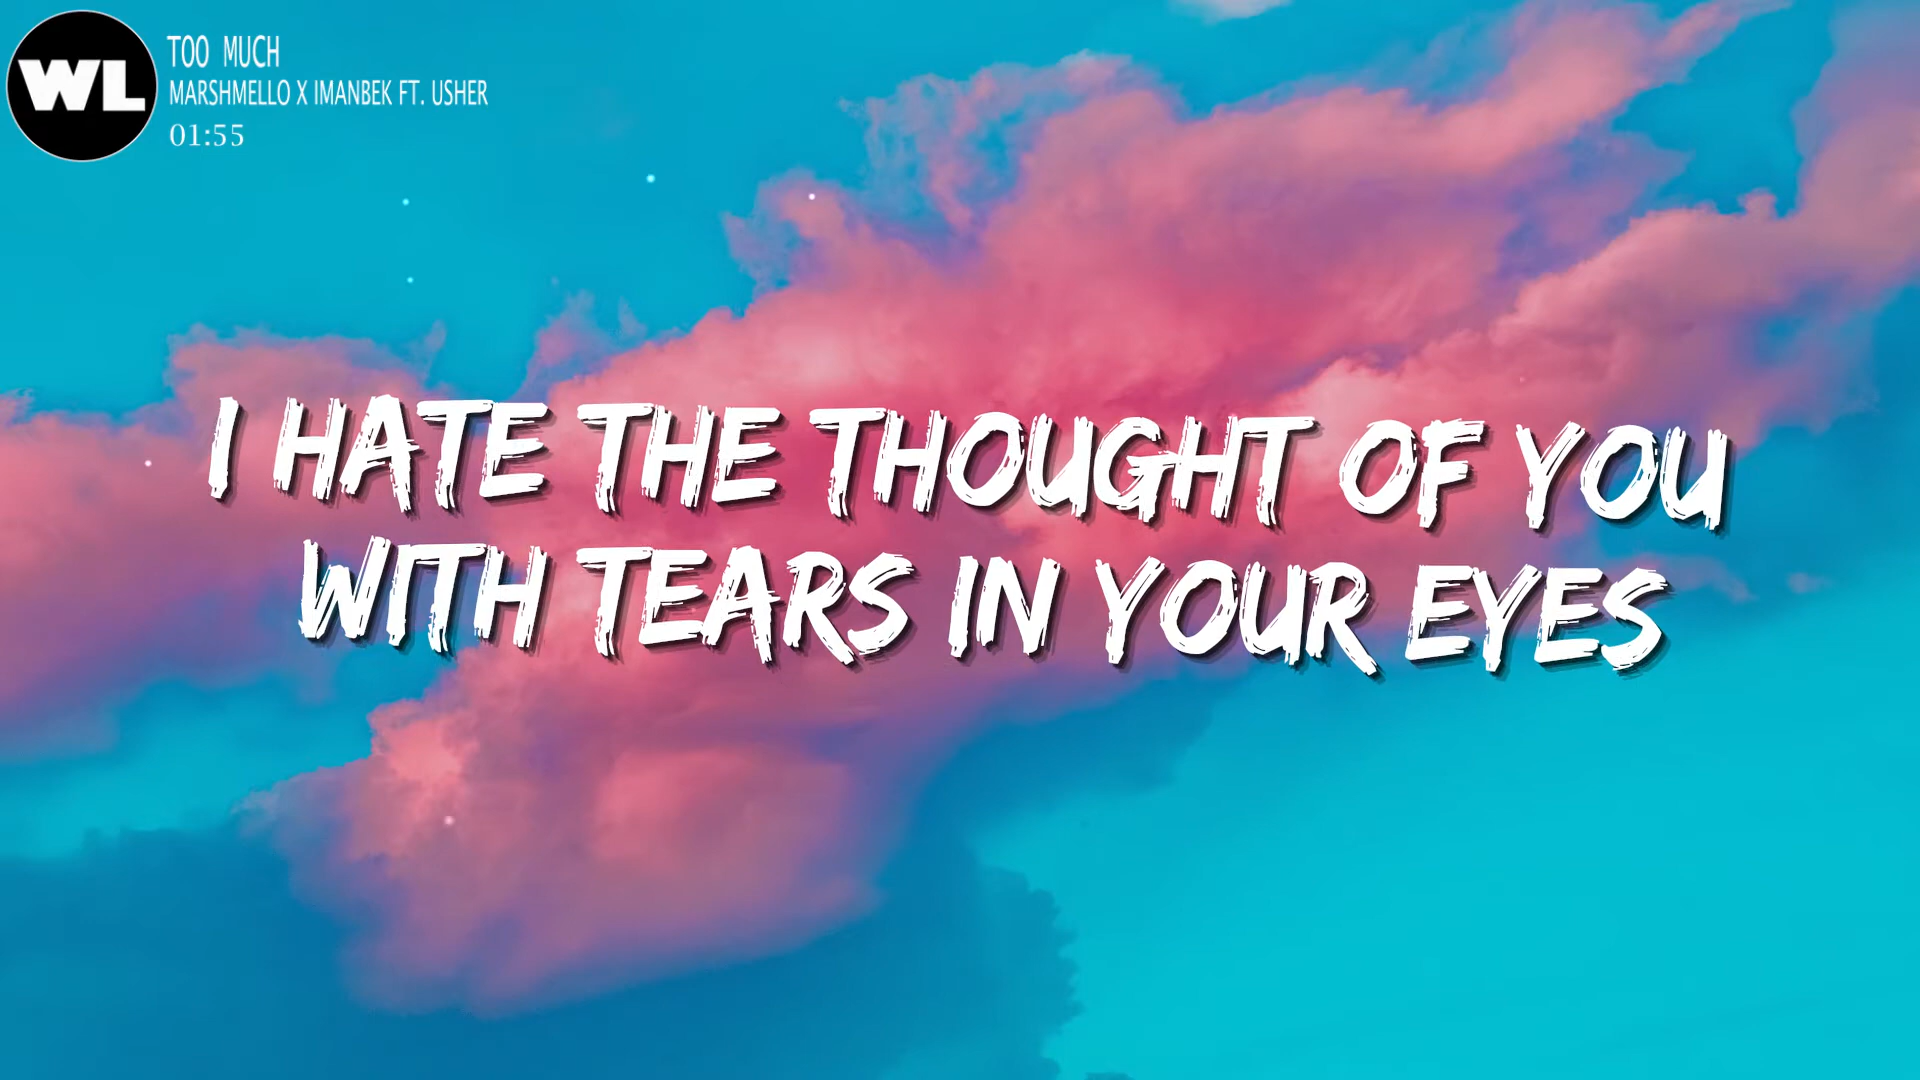 WL
TOO MUCH
MARSHMELLO X IMANBEK FT. USHER
01:55
I HATE THE THOUGHT OF YOU
WITH TEARS IN YOUR EYES